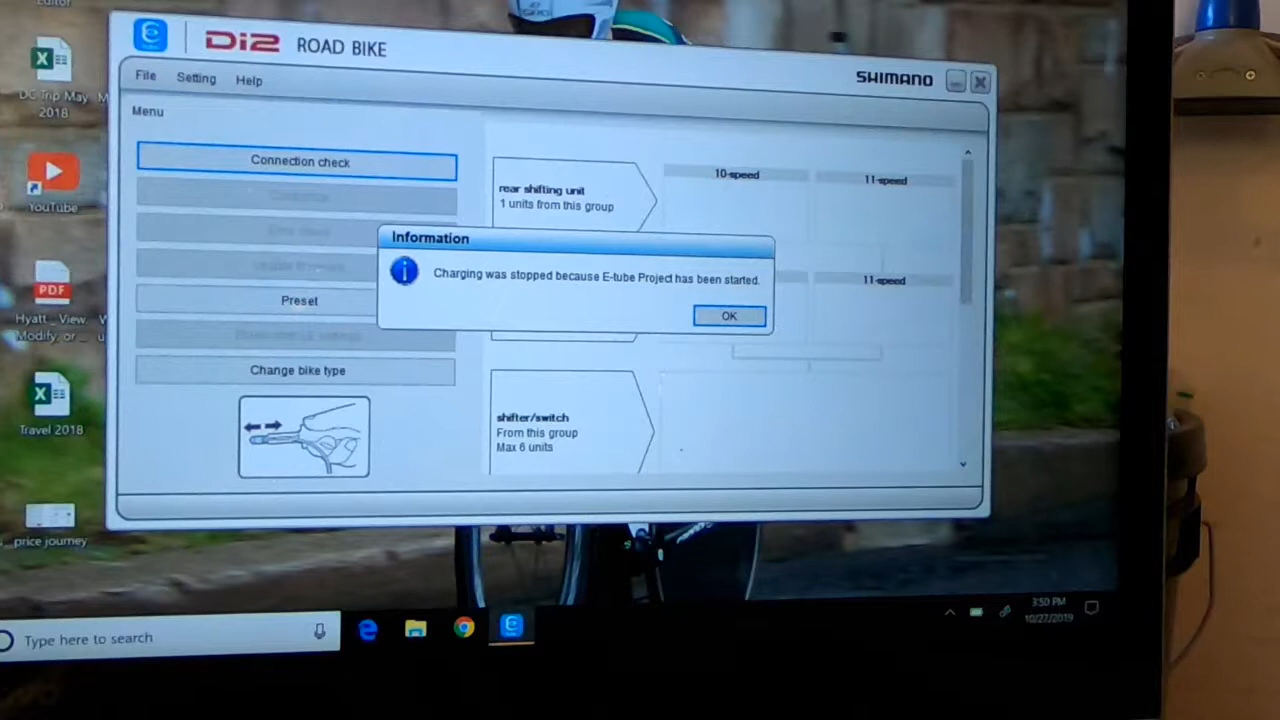 Editor
DC Trip May
2018
M
YouTube
PDF
Hyatt _ View,
Modify, or ...
Travel 2018
price journey
E
Di2 ROAD BIKE
SHIMANO
File Setting Help
Menu
Connection check
Preset
Change bike type
rear shifting unit
1 units from this group
10-speed
11-speed
11-speed
shifter/switch
From this group
Max 6 units
Information
Charging was stopped because E-tube Project has been started.
OK
Type here to search
3:50 PM
10/27/2019